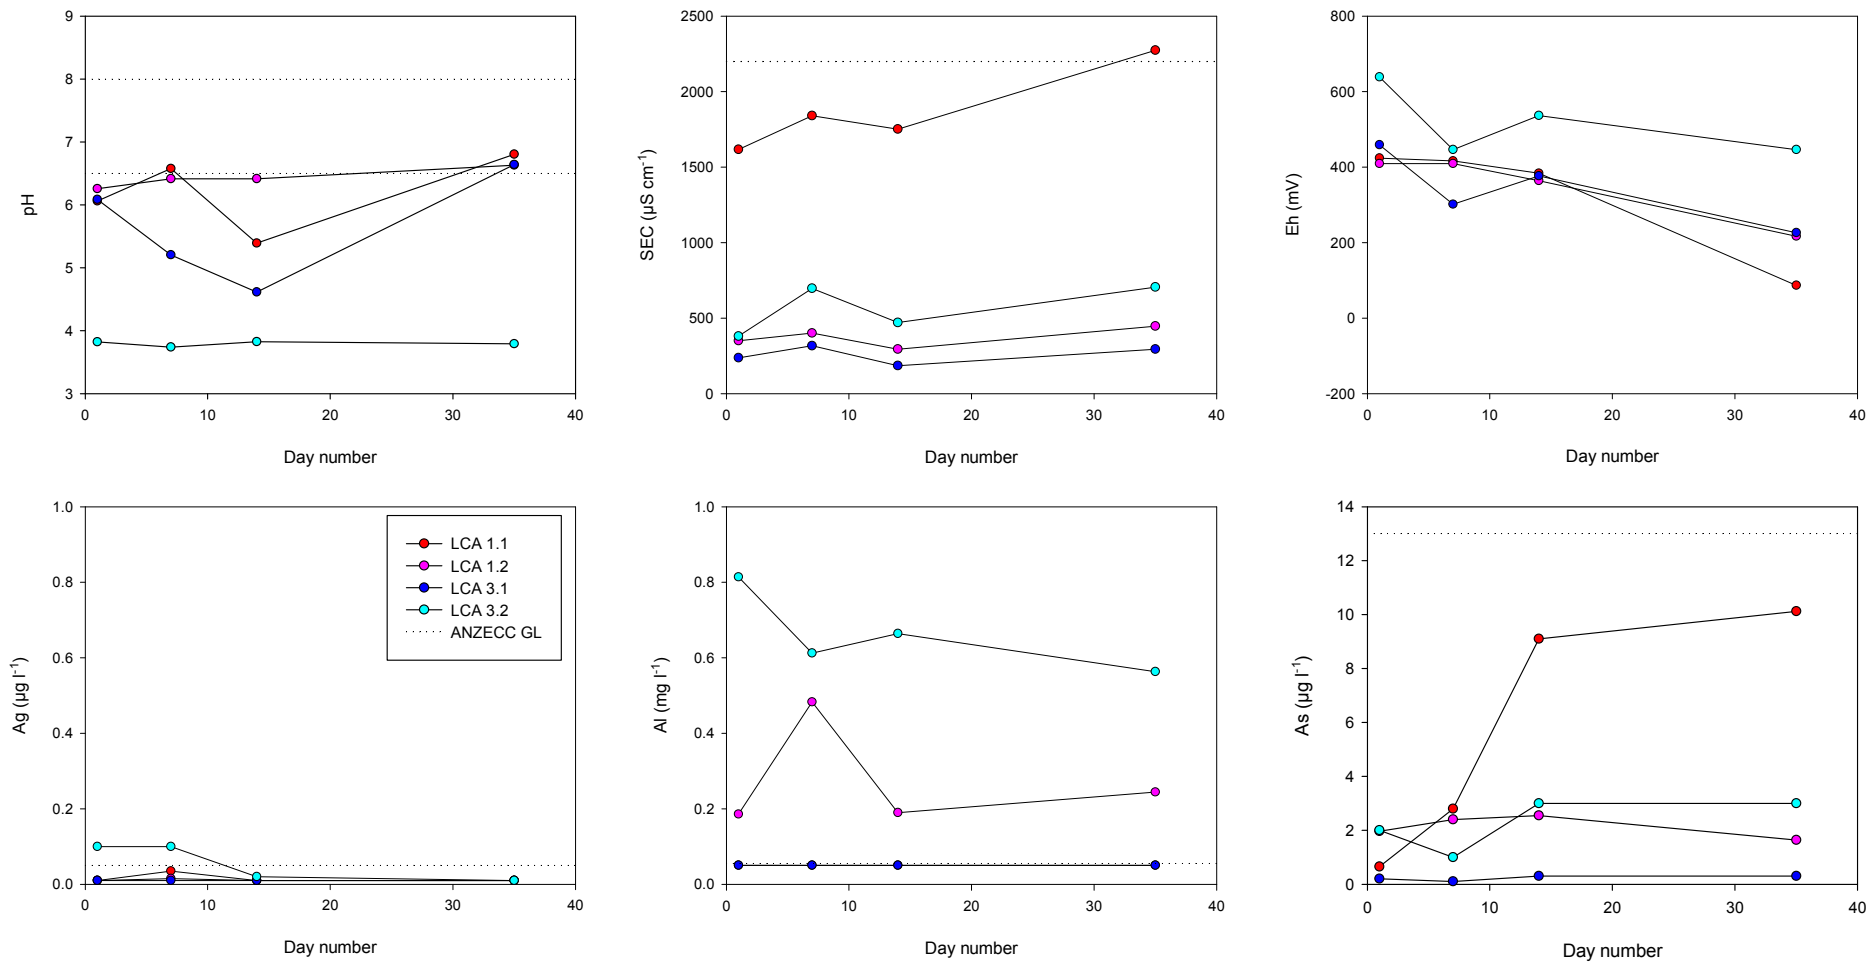 9
8
7
6
5
4
3
pH
0 10 20 30 40
Day number
2500
2000
1500
1000
500
0
SEC (µS cm⁻¹)
0 10 20 30 40
Day number
800
600
400
200
0
-200
Eh (mV)
0 10 20 30 40
Day number
1.0
0.8
0.6
0.4
0.2
0.0
Ag (µg l⁻¹)
LCA 1.1
LCA 1.2
LCA 3.1
LCA 3.2
ANZECC GL
0 10 20 30 40
Day number
1.0
0.8
0.6
0.4
0.2
0.0
Al (mg l⁻¹)
0 10 20 30 40
Day number
14
12
10
8
6
4
2
0
As (µg l⁻¹)
0 10 20 30 40
Day number